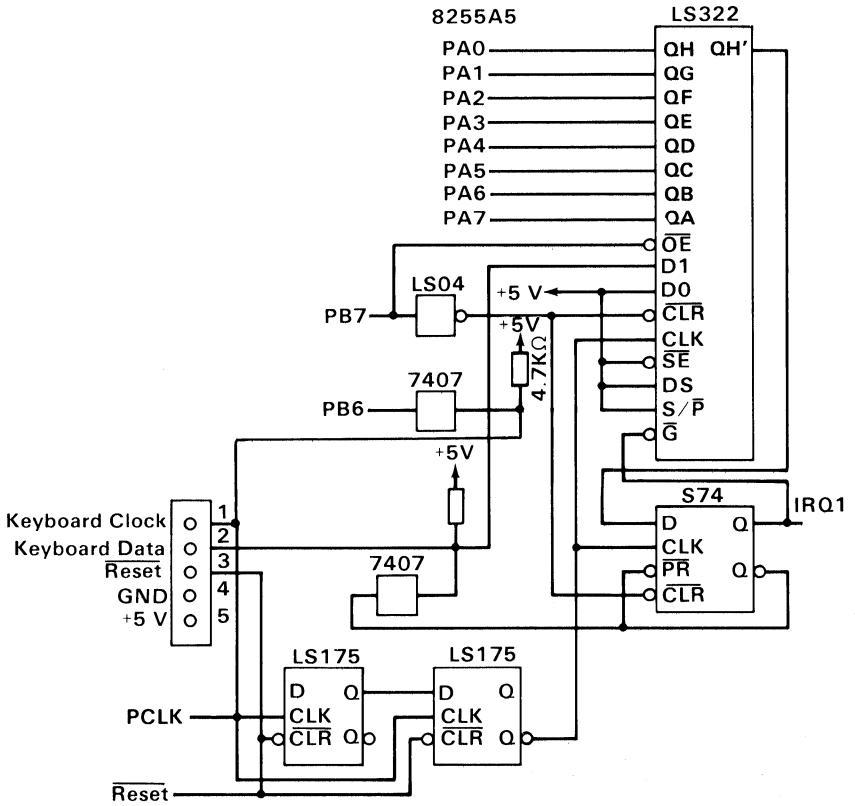 8255A5
LS322
PA0
QH QH'
PA1
QG
PA2
QF
PA3
QE
PA4
QD
PA5
QC
PA6
QB
PA7
QA
OE
D1
LS04
+5 V
D0
PB7
CLR
+5V
CLK
4.7KΩ
SE
7407
DS
PB6
S/P
G
+5V
S74
IRQ1
Keyboard Clock
1
D Q
Keyboard Data
2
CLK
Reset
3
7407
PR Q
GND
4
CLR
+5 V
5
LS175
LS175
D Q
D Q
PCLK
CLK
CLK
CLR Q
CLR Q
Reset